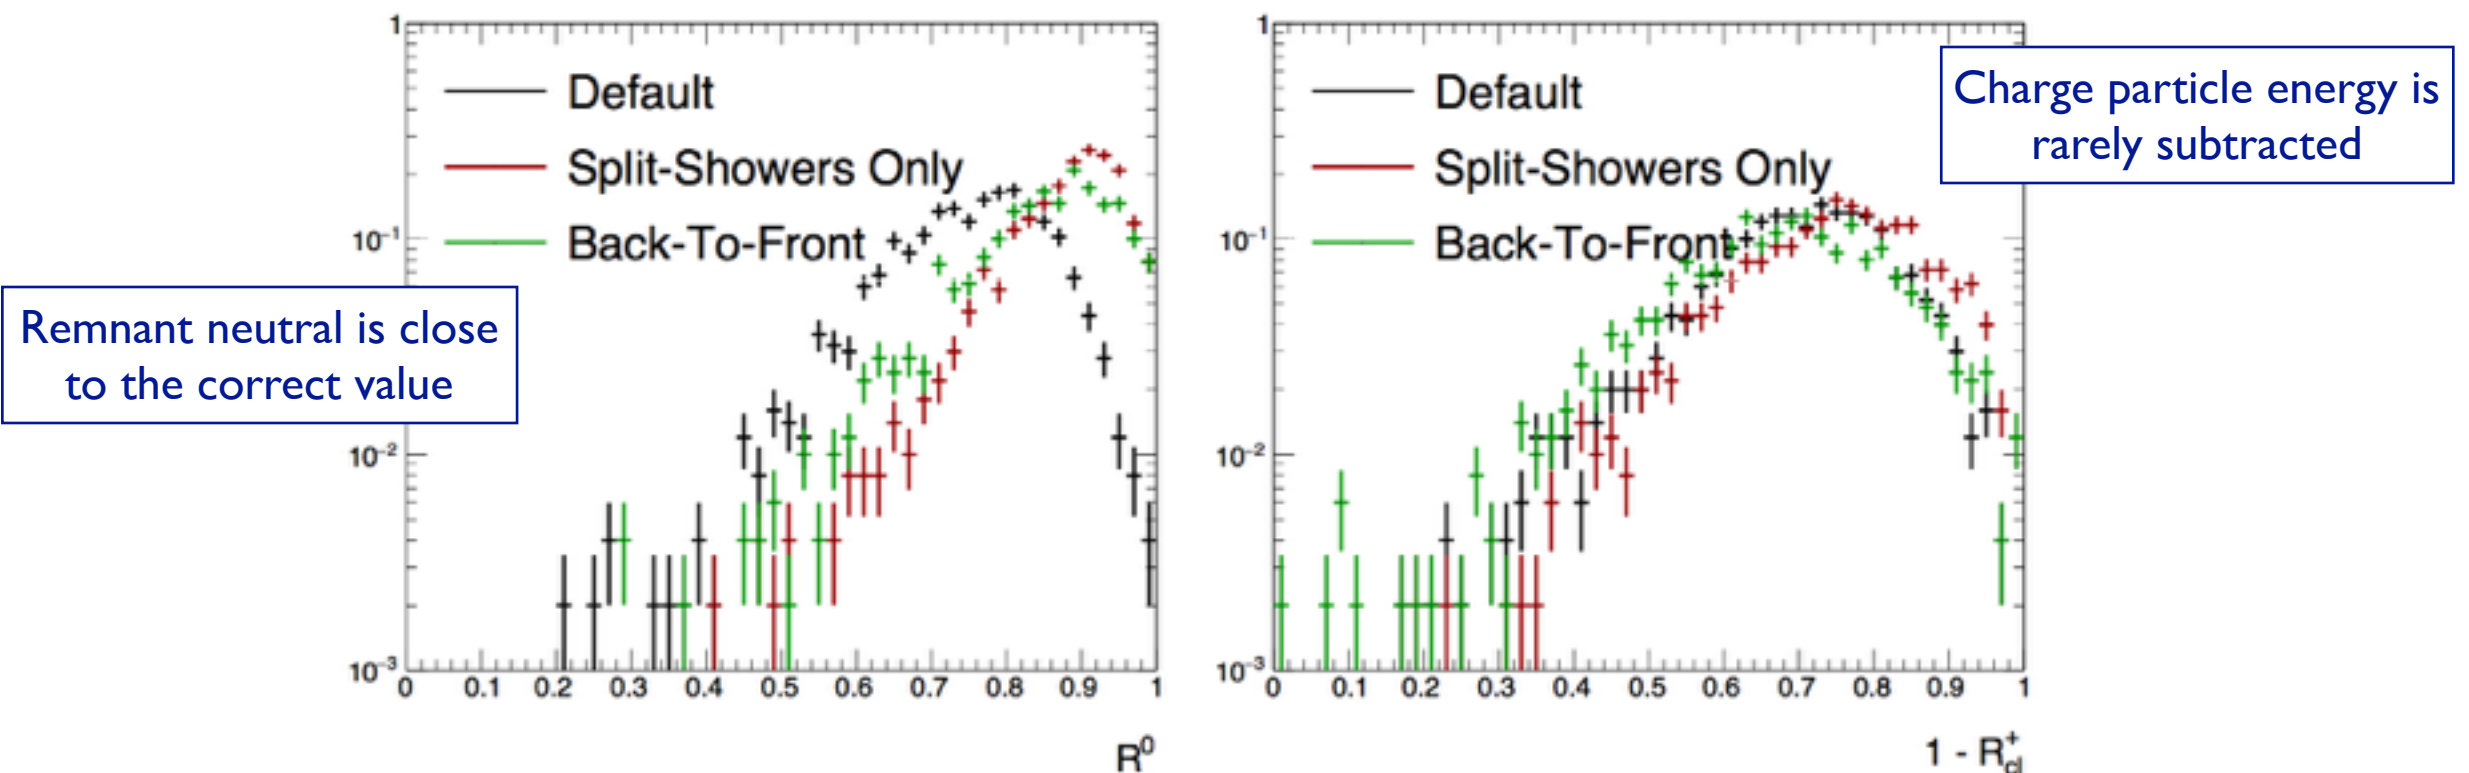 1
Default
Split-Showers Only
Back-To-Front
10⁻¹
10⁻²
10⁻³
0 0.1 0.2 0.3 0.4 0.5 0.6 0.7 0.8 0.9 1
R⁰
Remnant neutral is close
to the correct value
1
Default
Split-Showers Only
Back-To-Front
10⁻¹
10⁻²
10⁻³
0 0.1 0.2 0.3 0.4 0.5 0.6 0.7 0.8 0.9 1
1 - R⁺cl
Charge particle energy is
rarely subtracted